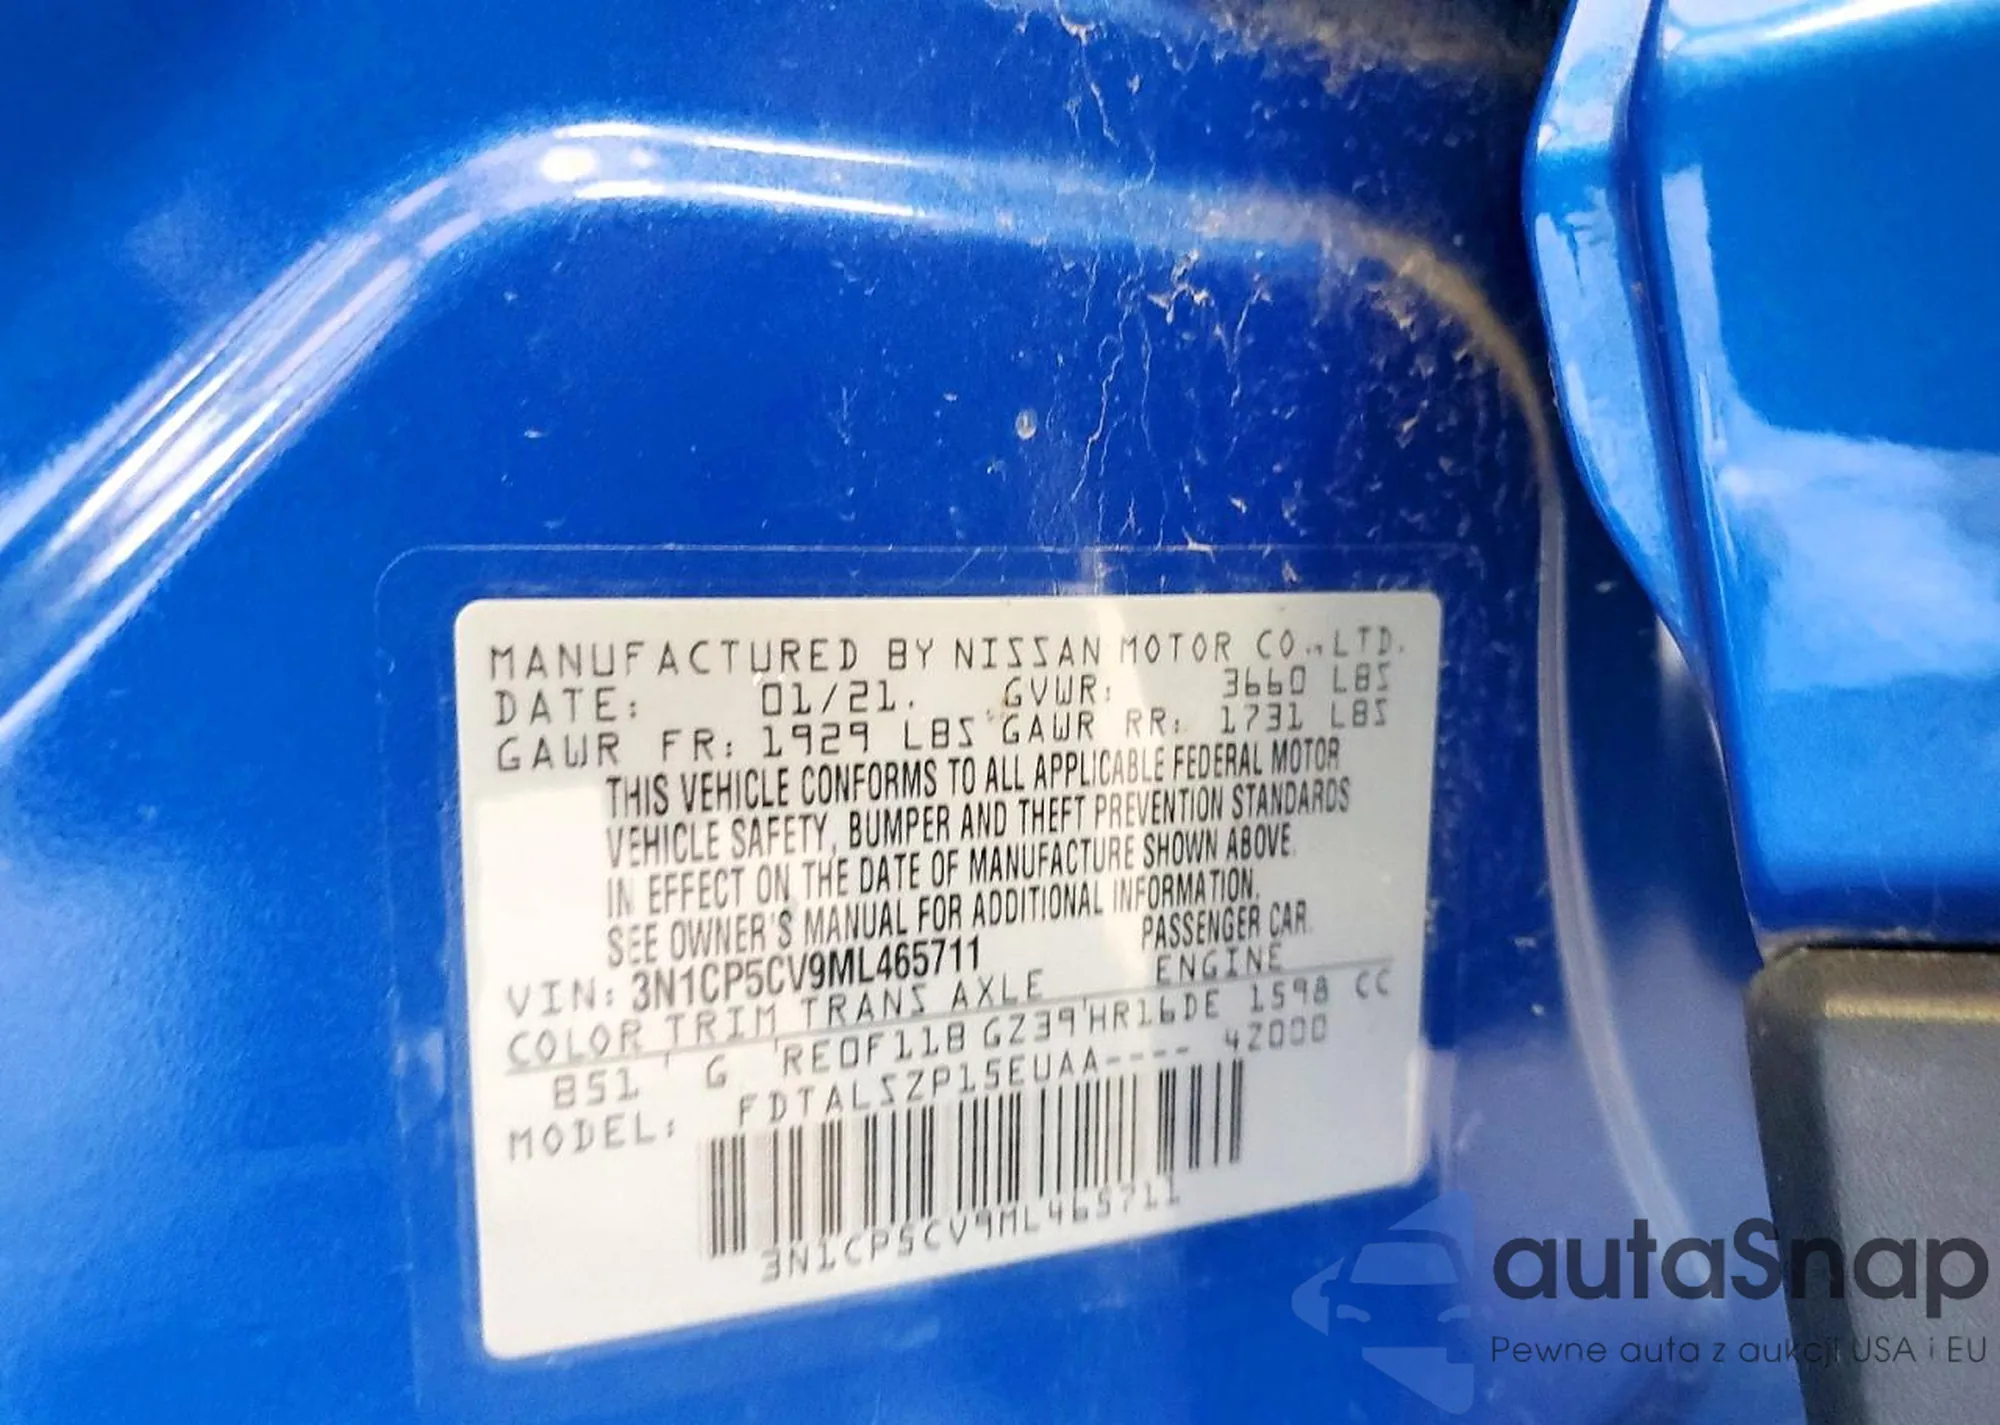 MANUFACTURED BY NISSAN MOTOR CO.,LTD.
DATE: 01/21. GVWR: 3660 LBS
GAWR FR: 1929 LBS GAWR RR: 1731 LBS
THIS VEHICLE CONFORMS TO ALL APPLICABLE FEDERAL MOTOR
VEHICLE SAFETY, BUMPER AND THEFT PREVENTION STANDARDS
IN EFFECT ON THE DATE OF MANUFACTURE SHOWN ABOVE.
SEE OWNER'S MANUAL FOR ADDITIONAL INFORMATION.
VIN: 3N1CP5CV9ML465711 PASSENGER CAR
COLOR TRIM TRANS AXLE ENGINE
B51 G RE0F11B GZ39 HR16DE 1598 CC
MODEL: FDTALSZP15EUAA---- 4Z000
3N1CP5CV9ML465711
autaSnap
Pewne auta z aukcji USA i EU